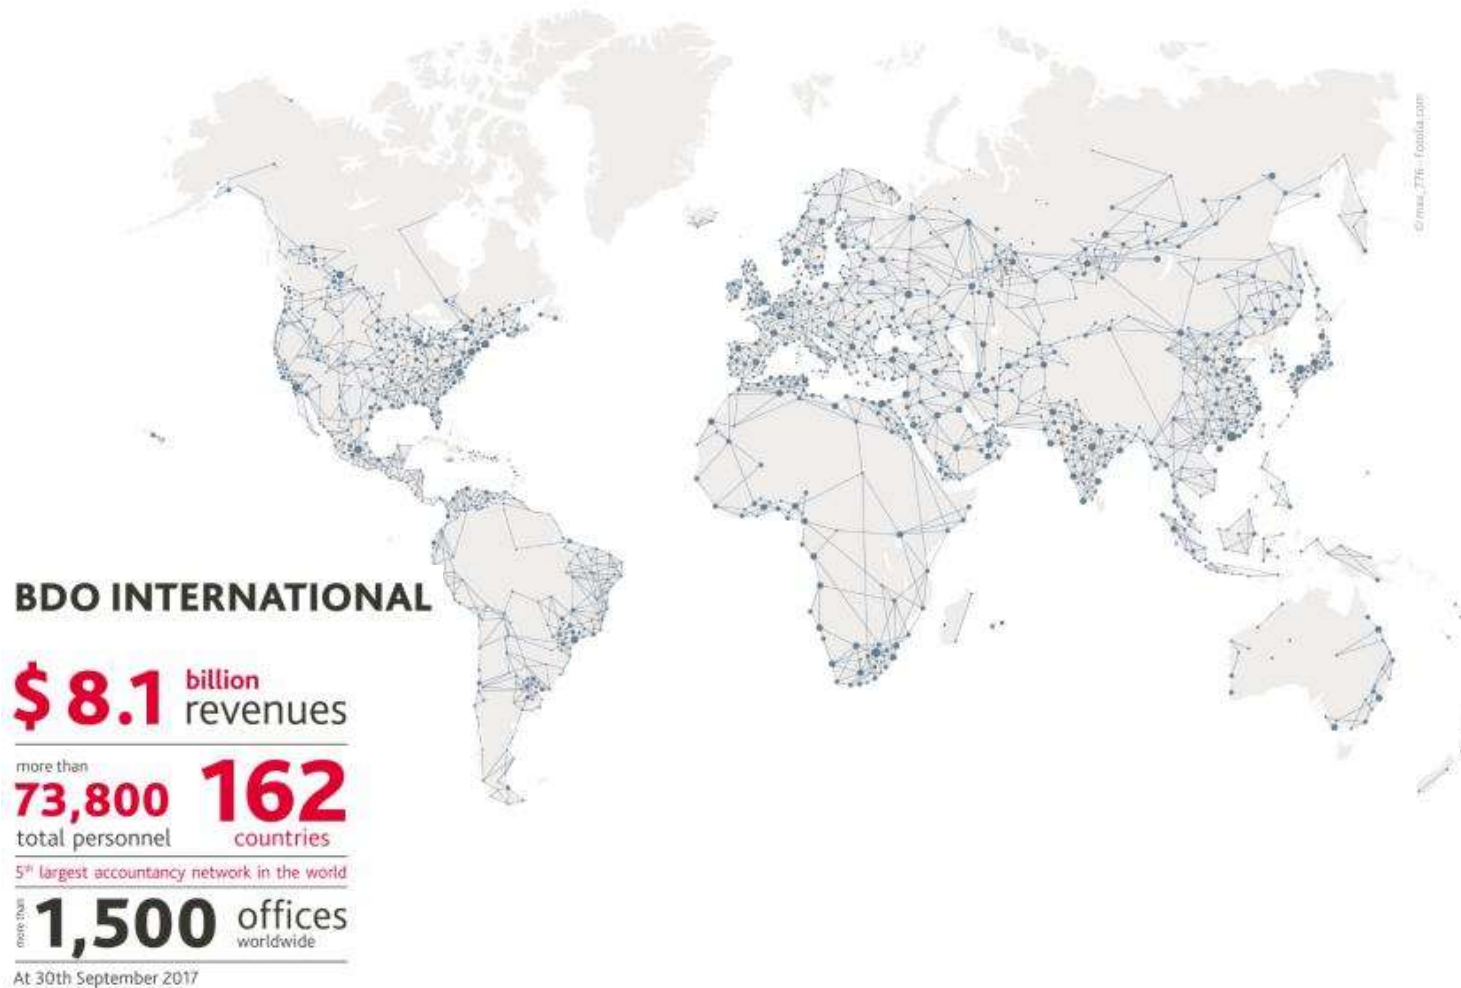 BDO INTERNATIONAL
$ 8.1 billion
revenues
more than
73,800
total personnel
162
countries
5th largest accountancy network in the world
more than
1,500 offices
worldwide
At 30th September 2017